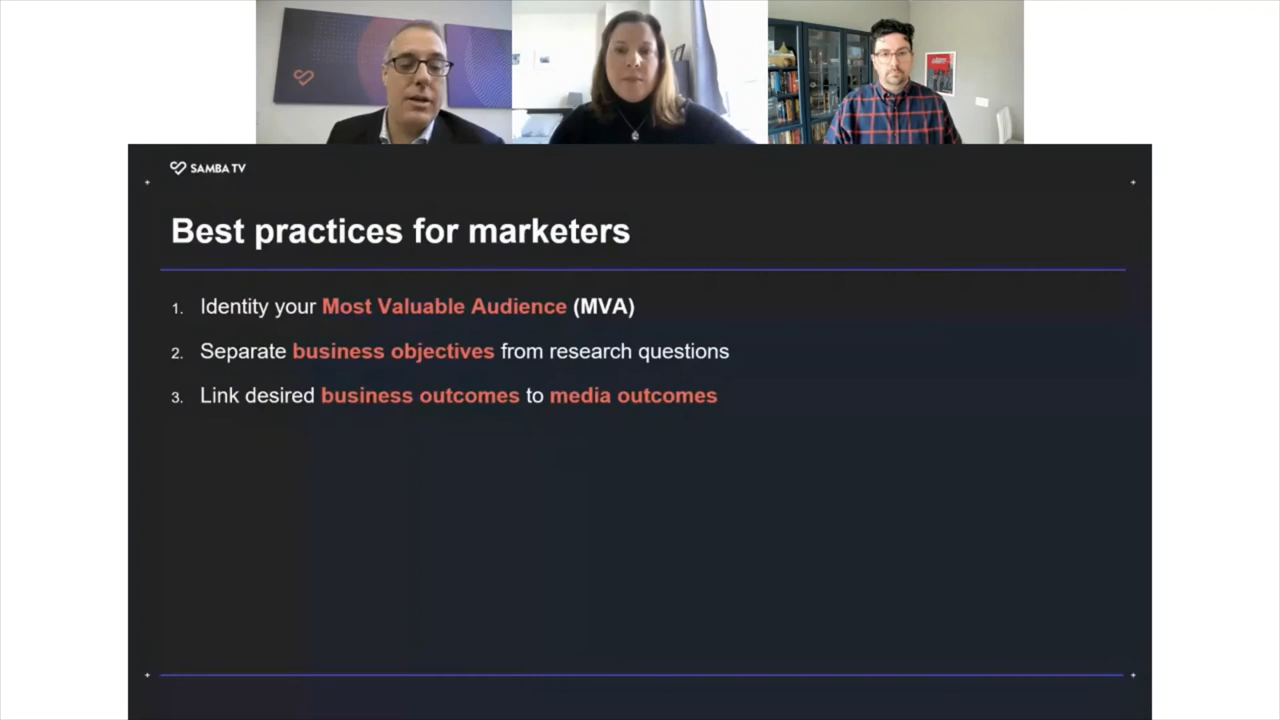 SAMBA TV
Best practices for marketers
1. Identity your Most Valuable Audience (MVA)
2. Separate business objectives from research questions
3. Link desired business outcomes to media outcomes